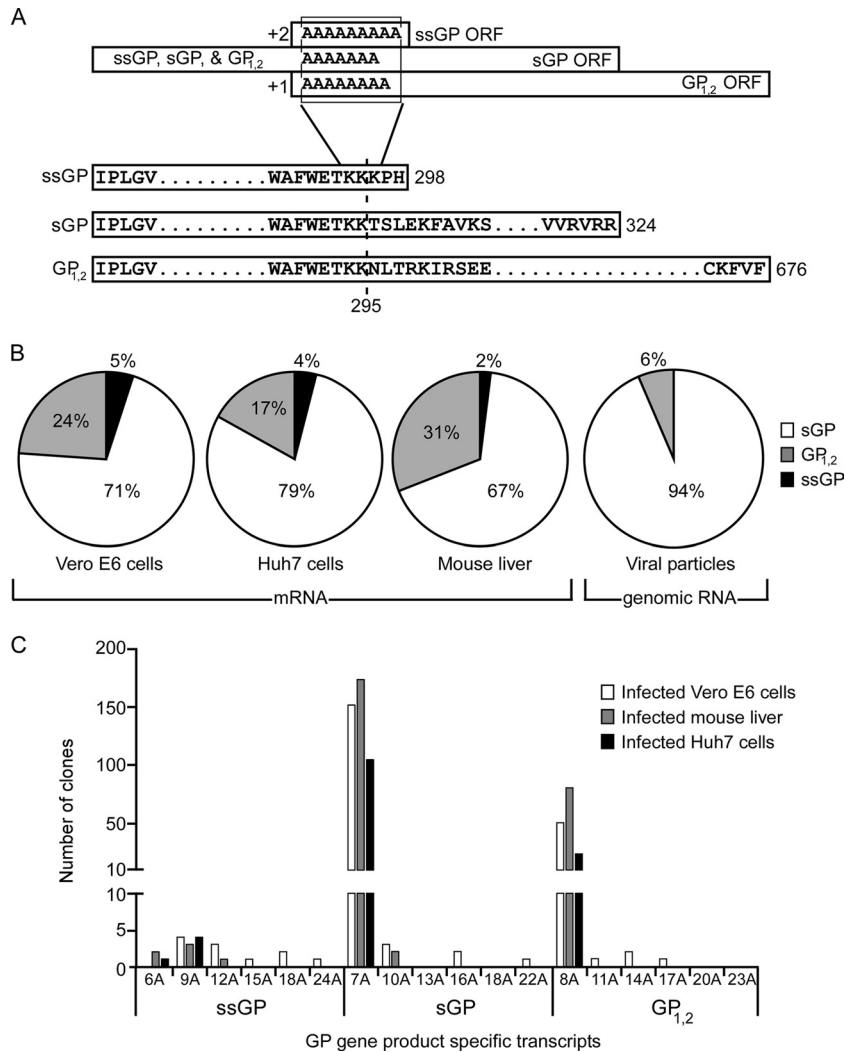 A
+2 AAAAAAAAA ssGP ORF
ssGP, sGP, & GP1,2 AAAAAAA sGP ORF
+1 AAAAAAAA GP1,2 ORF
ssGP IPLGV.........WAFWETKKKPH 298
sGP IPLGV.........WAFWETKKTSLEKFAVKS....VVRVRR 324
GP1,2 IPLGV.........WAFWETKKNLTRKIRSEE.................CKFVF 676
295
B
5% 4% 2% 6%
24% 17% 31%
71% 79% 67% 94%
sGP
GP1,2
ssGP
Vero E6 cells Huh7 cells Mouse liver Viral particles
mRNA genomic RNA
C
Number of clones
200
150
100
50
10
10
5
0
Infected Vero E6 cells
Infected mouse liver
Infected Huh7 cells
6A 9A 12A 15A 18A 24A 7A 10A 13A 16A 18A 22A 8A 11A 14A 17A 20A 23A
ssGP sGP GP1,2
GP gene product specific transcripts